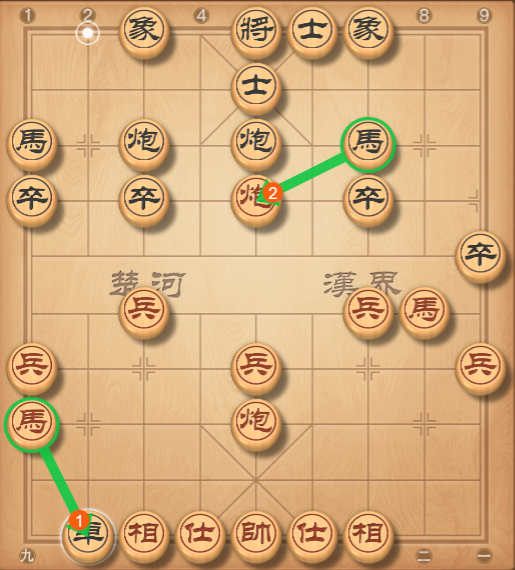 1 2 4 8 9
象 將 士 象
士
馬 炮 炮 馬
卒 卒 炮 2 卒
卒
楚河 漢界
兵 兵 馬
兵 兵 兵
馬 炮
1
車 相 仕 帥 仕 相
九 二 一